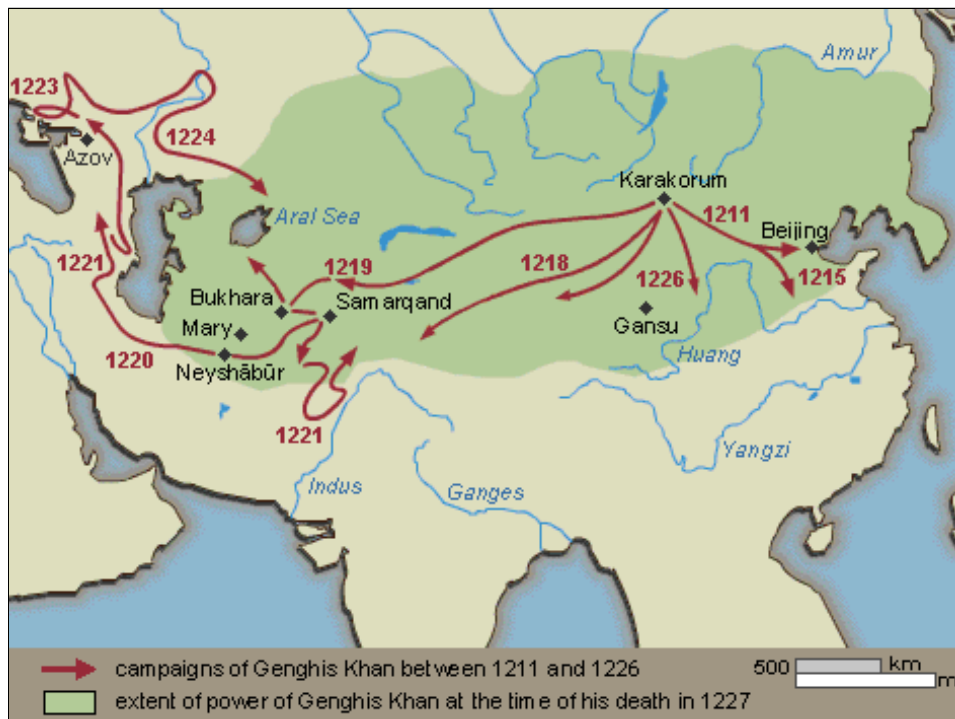 Amur
1223
1224
Azov
Karakorum
1211
Aral Sea
Beijing
1221
1219
1218
1226
1215
Bukhara
Samarqand
Mary
Gansu
1220
Neyshābūr
Huang
1221
Yangzi
Indus
Ganges
campaigns of Genghis Khan between 1211 and 1226
500 km
m
extent of power of Genghis Khan at the time of his death in 1227